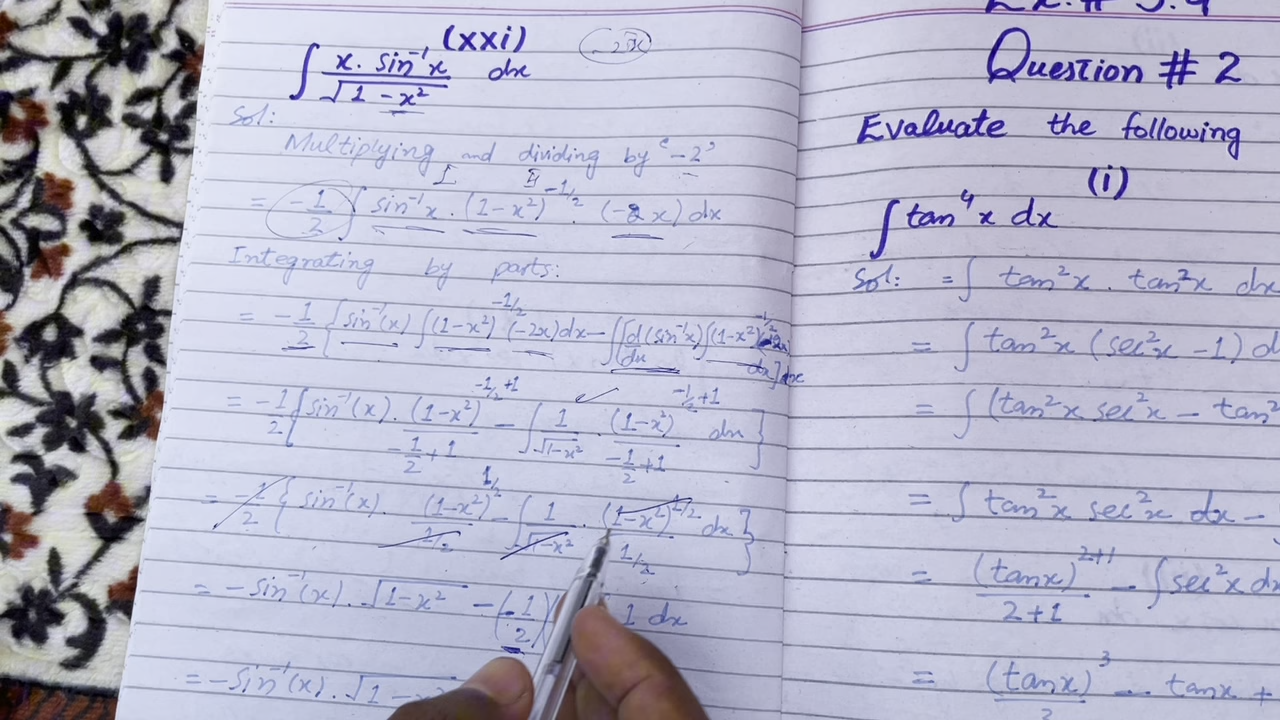 (xxi)
∫ x. sin⁻¹x / √1-x² dx
Sol:
Multiplying and dividing by '-2'
I II
= -1/2 ∫ sin⁻¹x . (1-x²)^-1/2 . (-2x) dx
Integrating by parts:
= -1/2 { sin⁻¹(x) ∫ (1-x²)^-1/2 (-2x) dx - ∫ [d/dx (sin⁻¹x) ∫ (1-x²)^-1/2 dx] dx
= -1/2 { sin⁻¹(x) . (1-x²)^-1/2+1 / -1/2+1 - ∫ 1/√1-x² . (1-x²)^-1/2+1 / -1/2+1 dx }
= -1/2 { sin⁻¹(x) . (1-x²)^1/2 / 1/2 - ∫ 1/√1-x² . (1-x²)^1/2 / 1/2 dx }
= -sin⁻¹(x) . √1-x² - (-1/2) 1 dx
= -sin⁻¹(x) . √1-x²
Question # 2
Evaluate the following
(i)
∫ tan⁴x dx
Sol: = ∫ tan²x . tan²x dx
= ∫ tan²x (sec²x -1) d
= ∫ (tan²x sec²x - tan²
= ∫ tan²x sec²x dx -
= (tanx)^2+1 / 2+1 - ∫ sec²x dx
= (tanx)³ / 3 - tanx +